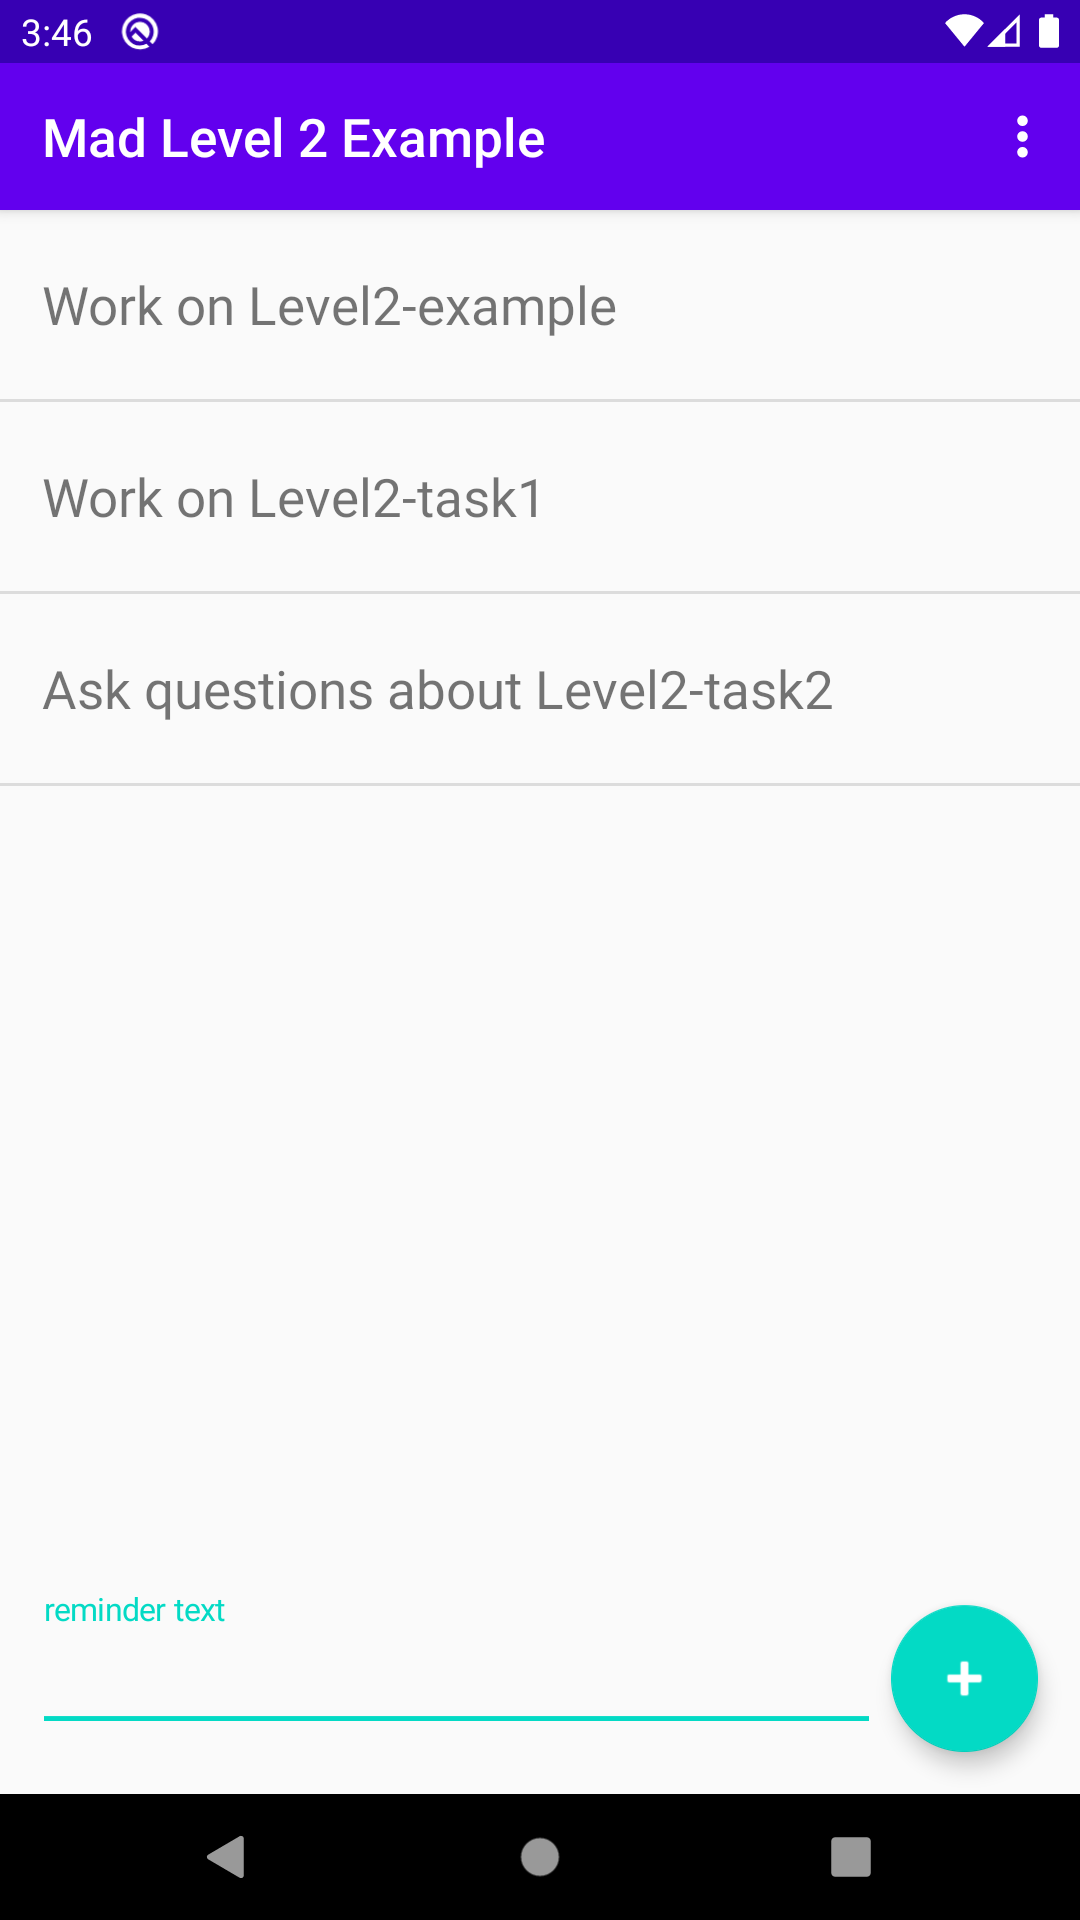 3:46
Mad Level 2 Example
Work on Level2-example
Work on Level2-task1
Ask questions about Level2-task2
reminder text